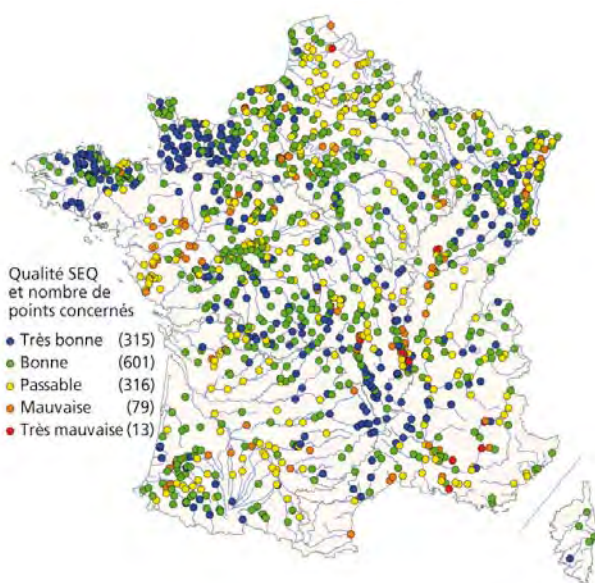 Qualité SEQ
et nombre de
points concernés
Très bonne (315)
Bonne (601)
Passable (316)
Mauvaise (79)
Très mauvaise (13)